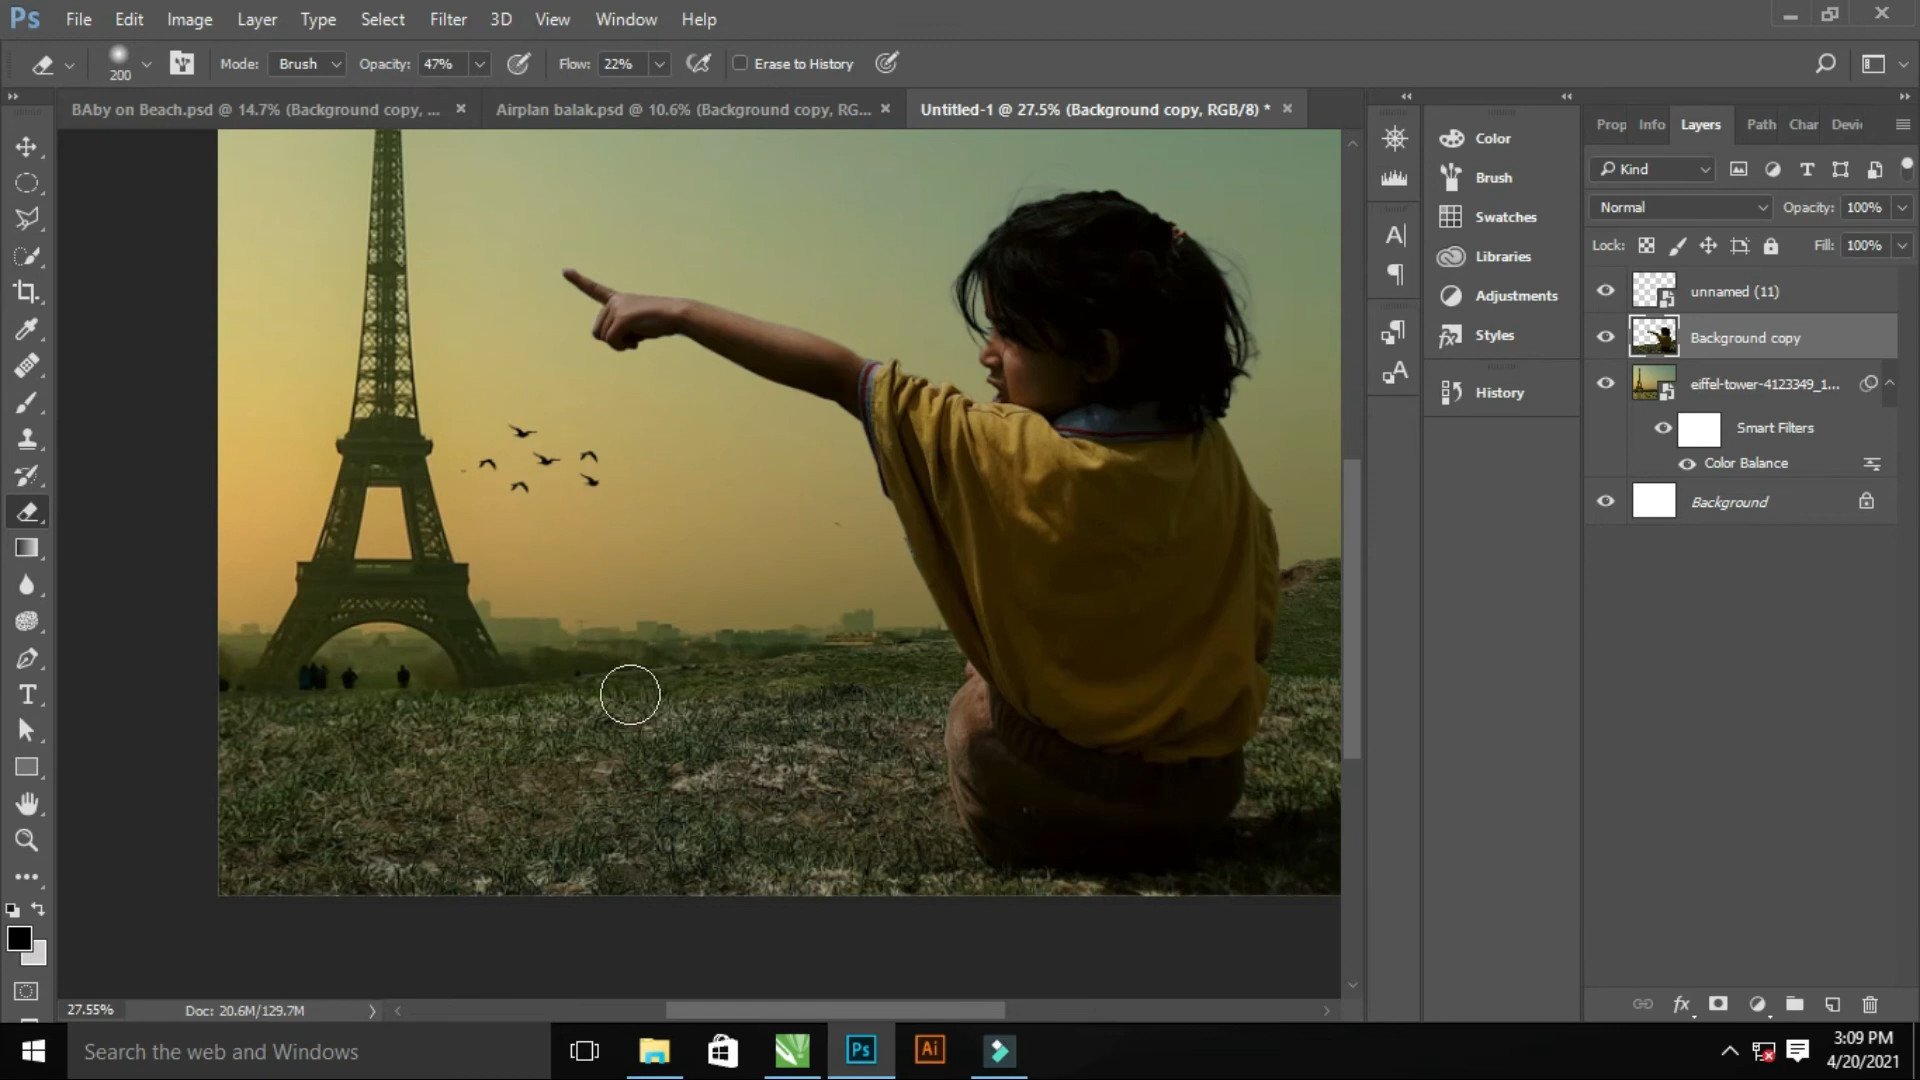 Ps File Edit Image Layer Type Select Filter 3D View Window Help
200 Mode: Brush Opacity: 47% Flow: 22% Erase to History
BAby on Beach.psd @ 14.7% (Background copy, ...
Airplan balak.psd @ 10.6% (Background copy, RG...
Untitled-1 @ 27.5% (Background copy, RGB/8) *
Color
Brush
Swatches
Libraries
Adjustments
Styles
History
Prop Info Layers Path Char Devi
Kind
Normal Opacity: 100%
Lock: Fill: 100%
unnamed (11)
Background copy
eiffel-tower-4123349_1...
Smart Filters
Color Balance
Background
27.55% Doc: 20.6M/129.7M
Search the web and Windows
Ps
Ai
3:09 PM
4/20/2021